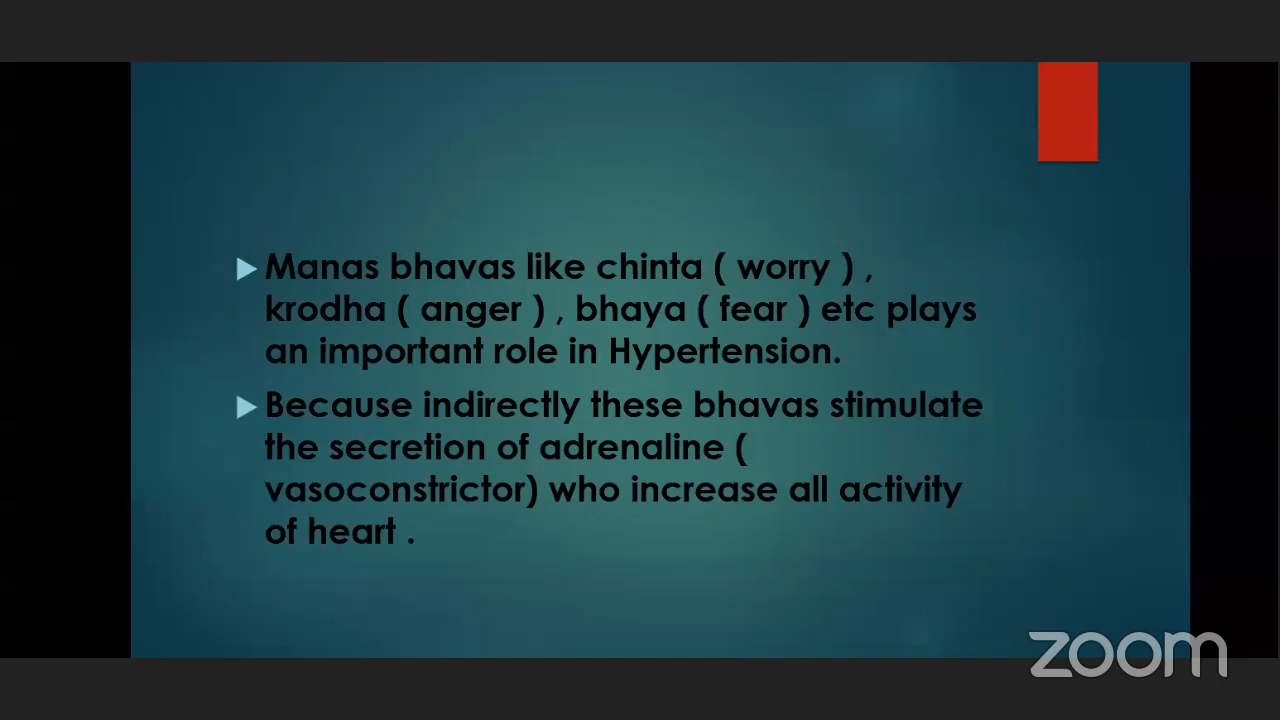 Manas bhavas like chinta ( worry ) ,
krodha ( anger ) , bhaya ( fear ) etc plays
an important role in Hypertension.
Because indirectly these bhavas stimulate
the secretion of adrenaline (
vasoconstrictor) who increase all activity
of heart .
zoom